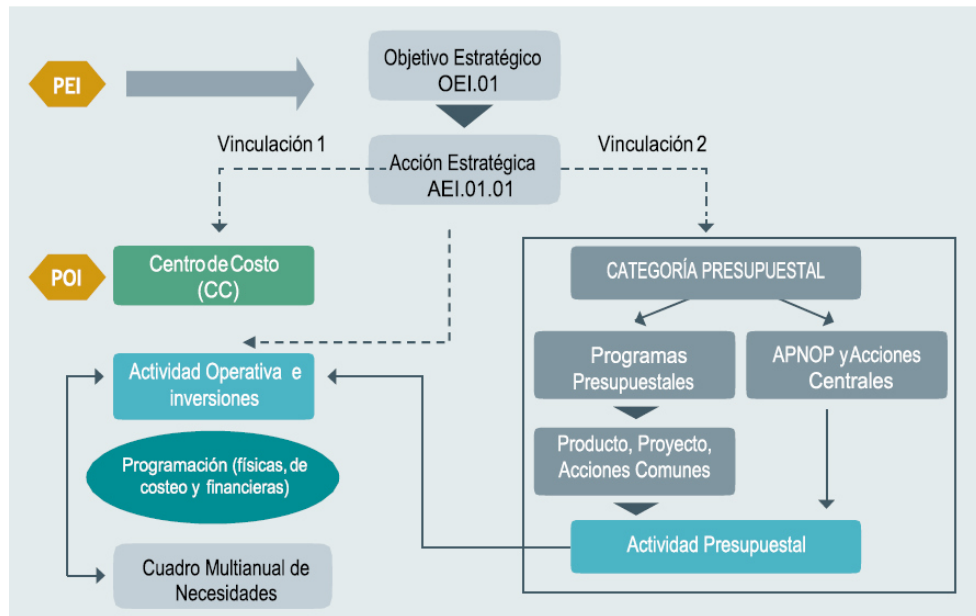 PEI
Objetivo Estratégico
OEI.01
Vinculación 1
Vinculación 2
Acción Estratégica
AEI.01.01
POI
Centro de Costo
(CC)
CATEGORÍA PRESUPUESTAL
Actividad Operativa e
inversiones
Programas
Presupuestales
APNOP y Acciones
Centrales
Programación (físicas, de
costeo y financieras)
Producto, Proyecto,
Acciones Comunes
Cuadro Multianual de
Necesidades
Actividad Presupuestal